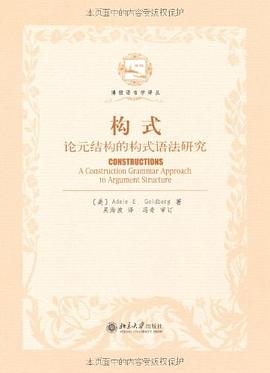 本页面中的内容受版权保护
博雅语言学译丛
构式
论元结构的构式语法研究
CONSTRUCTIONS
A Construction Grammar Approach
to Argument Structure
[美] Adele E. Goldberg 著
吴海波 译 冯奇 审订
北京大学出版社
本页面中的内容受版权保护